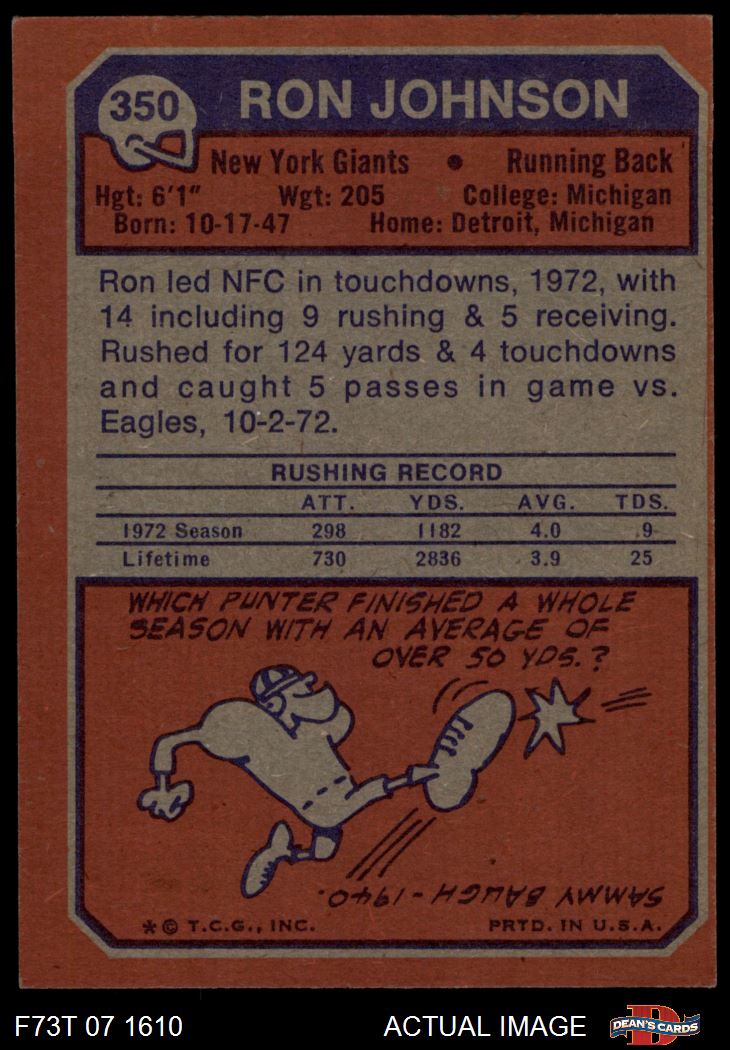 350
RON JOHNSON
New York Giants • Running Back
Hgt: 6'1" Wgt: 205 College: Michigan
Born: 10-17-47 Home: Detroit, Michigan
Ron led NFC in touchdowns, 1972, with
14 including 9 rushing & 5 receiving.
Rushed for 124 yards & 4 touchdowns
and caught 5 passes in game vs.
Eagles, 10-2-72.
RUSHING RECORD
ATT. YDS. AVG. TDS.
1972 Season 298 1182 4.0 9
Lifetime 730 2836 3.9 25
WHICH PUNTER FINISHED A WHOLE
SEASON WITH AN AVERAGE OF
OVER 50 YDS.?
SAMMY BAUGH - 1940.
*© T.C.G., INC. PRTD. IN U.S.A.
F73T 07 1610 ACTUAL IMAGE D DEAN'S CARDS